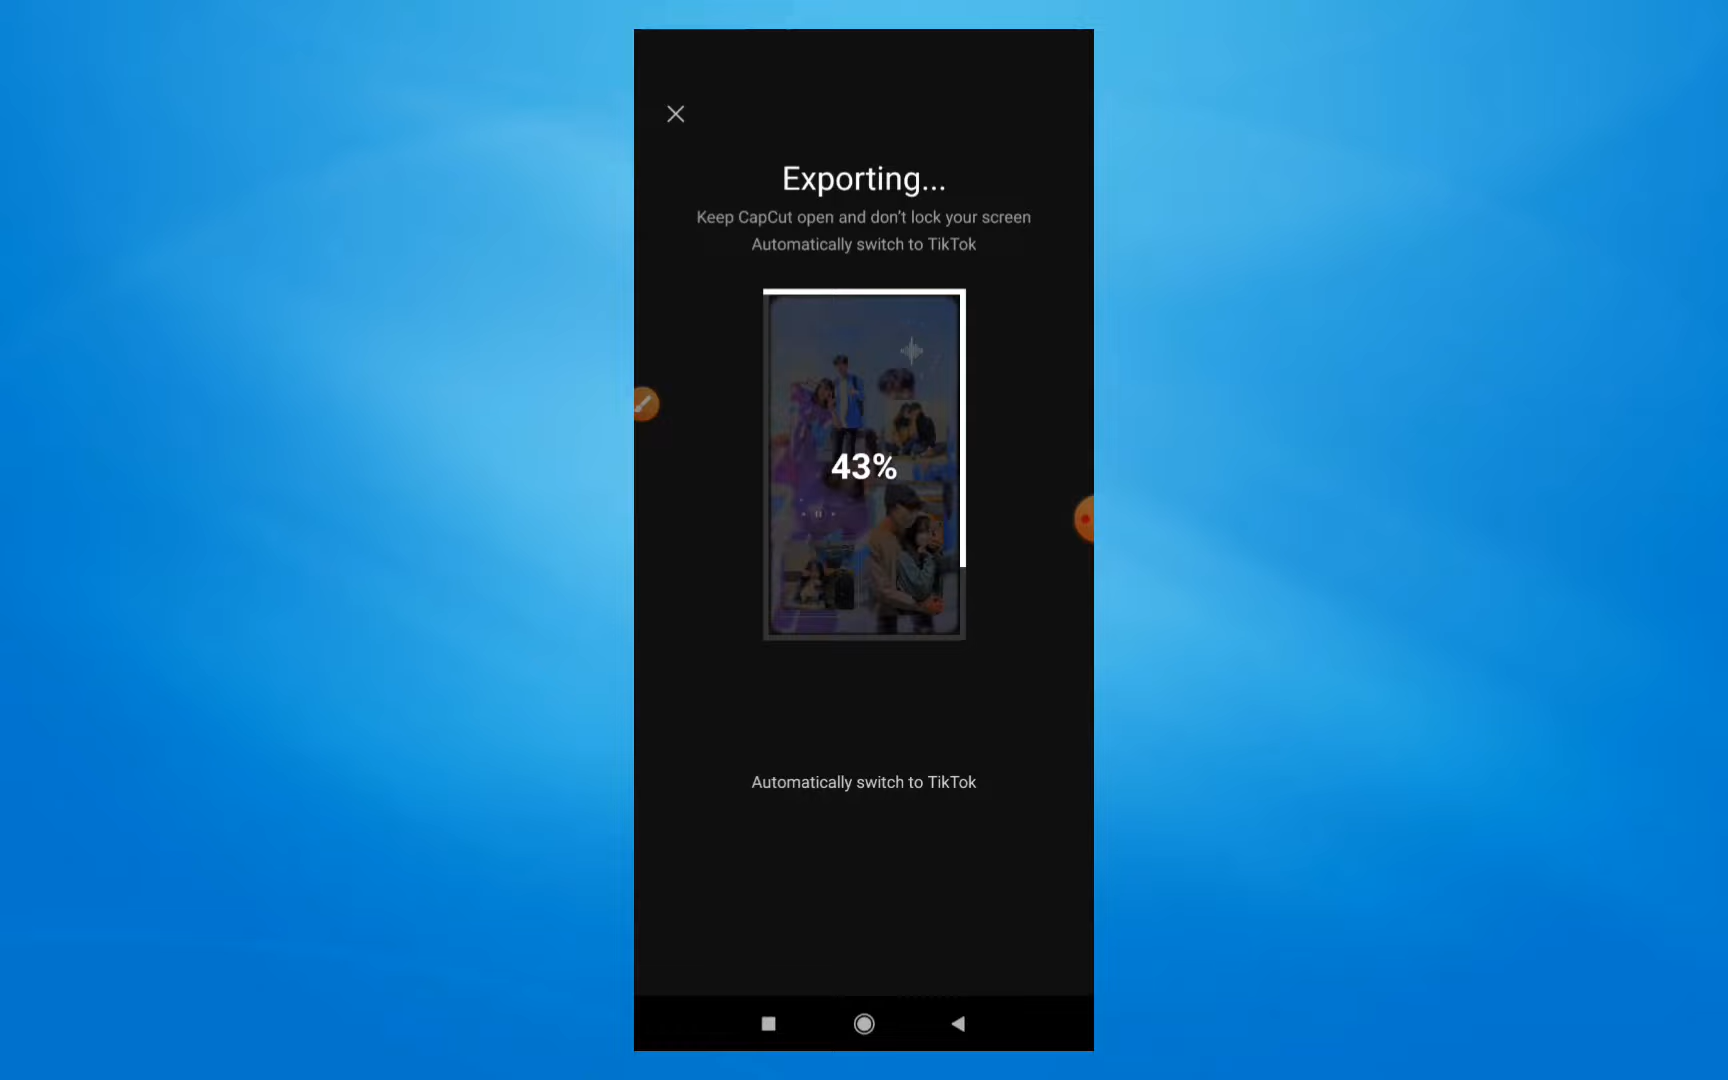 Exporting...
Keep CapCut open and don't lock your screen
Automatically switch to TikTok
43%
Automatically switch to TikTok